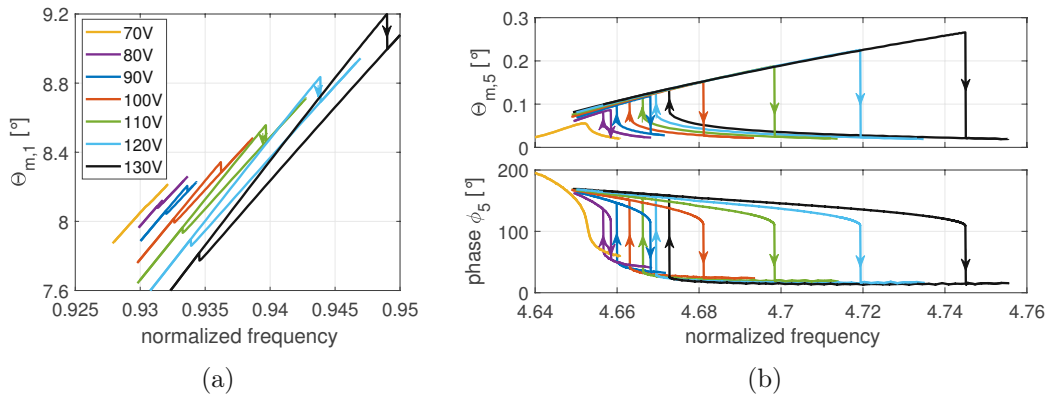 9.2
8.8
8.4
8
7.6
Θm,1 [°]
70V
80V
90V
100V
110V
120V
130V
0.925 0.93 0.935 0.94 0.945 0.95
normalized frequency
(a)
0.3
0.2
0.1
0
Θm,5 [°]
200
100
0
phase ϕ5 [°]
4.64 4.66 4.68 4.7 4.72 4.74 4.76
normalized frequency
(b)